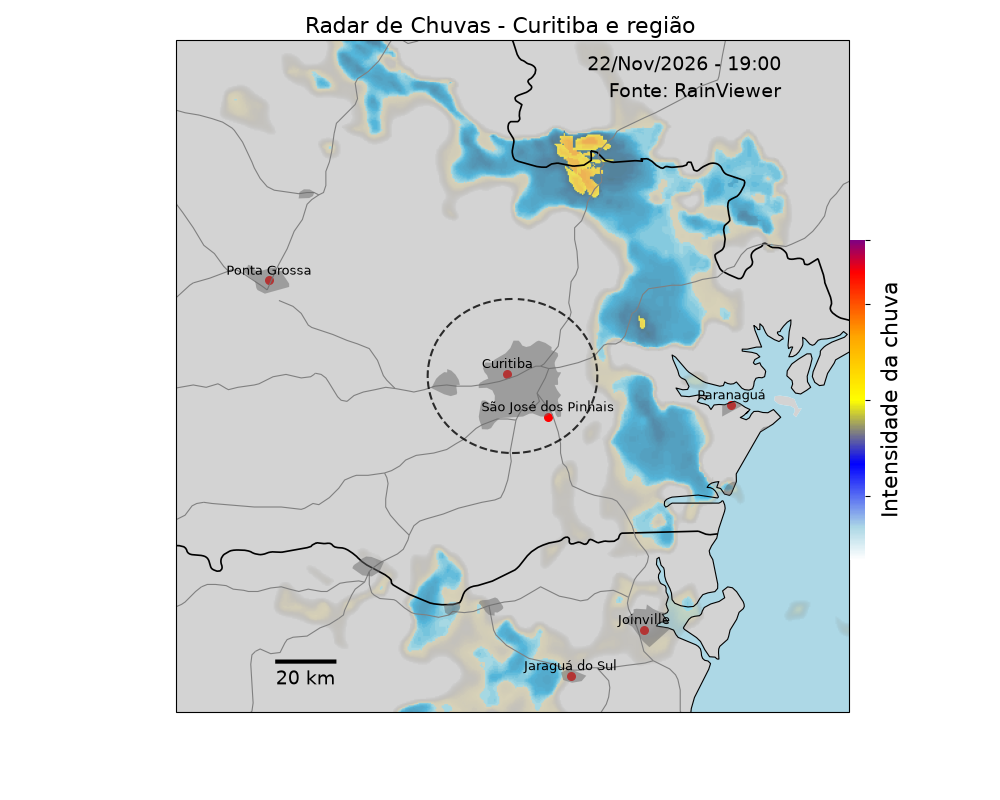 Radar de Chuvas - Curitiba e região
22/Nov/2026 - 19:00
Fonte: RainViewer
Ponta Grossa
Curitiba
Paranaguá
São José dos Pinhais
Intensidade da chuva
Joinville
Jaraguá do Sul
20 km